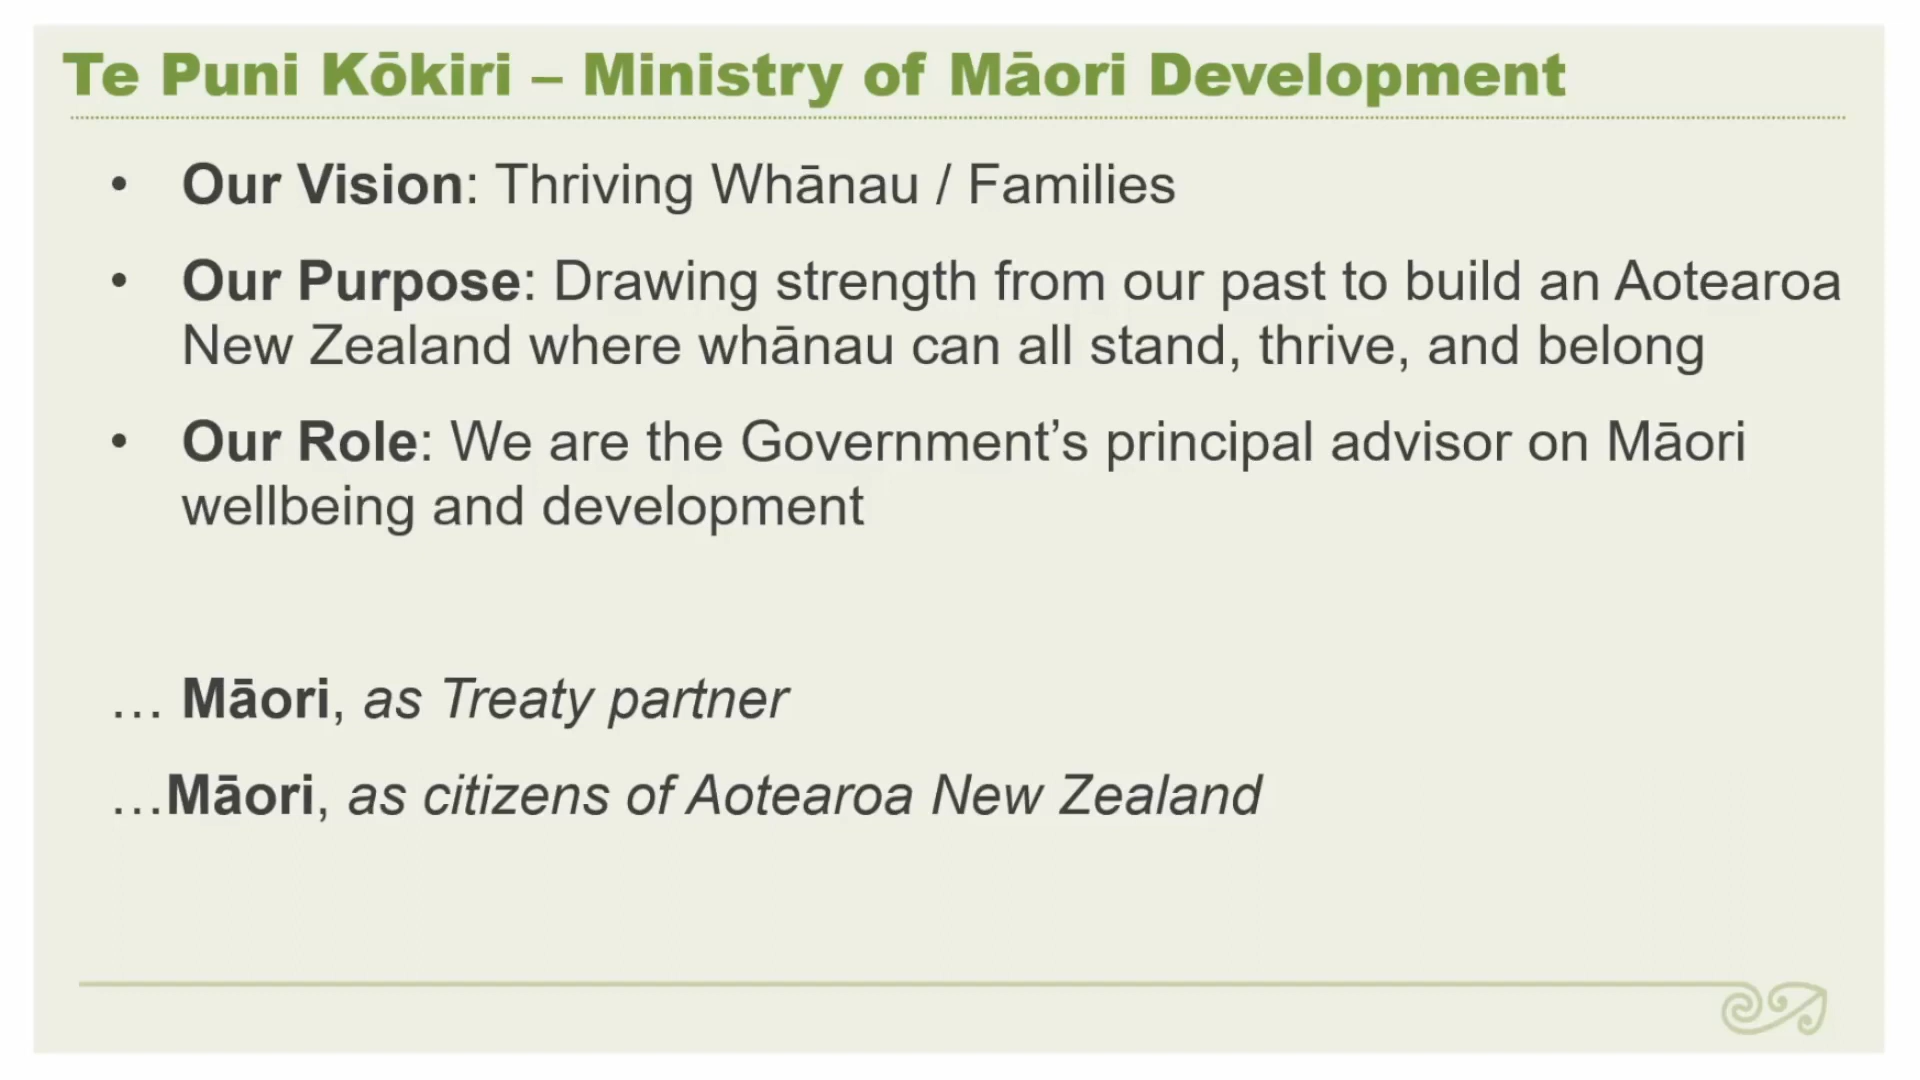 Te Puni Kōkiri – Ministry of Māori Development
• Our Vision: Thriving Whānau / Families
• Our Purpose: Drawing strength from our past to build an Aotearoa
New Zealand where whānau can all stand, thrive, and belong
• Our Role: We are the Government’s principal advisor on Māori
wellbeing and development
… Māori, as Treaty partner
…Māori, as citizens of Aotearoa New Zealand